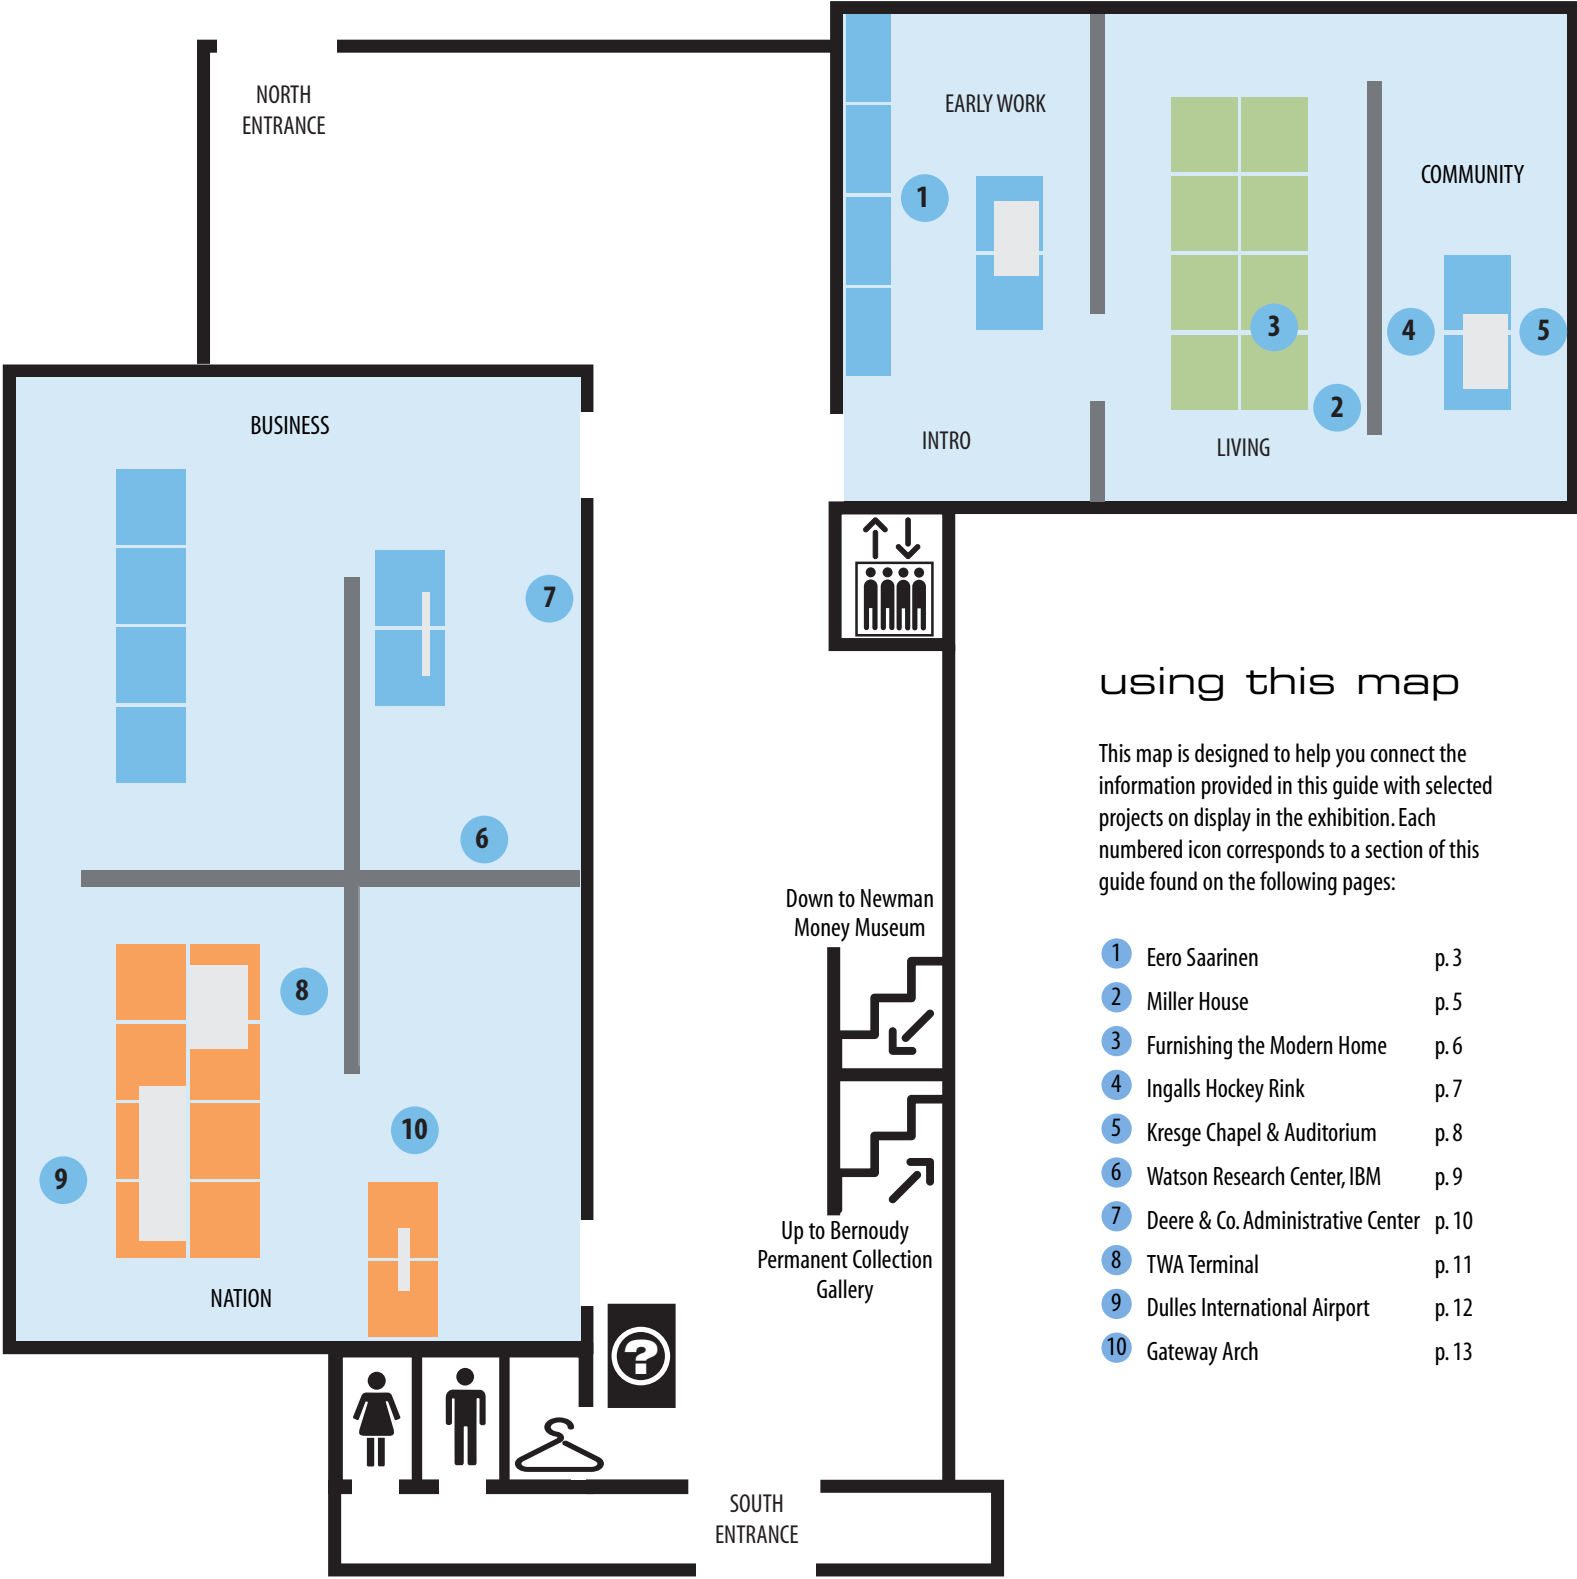 NORTH
ENTRANCE
EARLY WORK
COMMUNITY
1
3
4
5
2
INTRO
LIVING
BUSINESS
7
6
8
10
9
NATION
Down to Newman
Money Museum
Up to Bernoudy
Permanent Collection
Gallery
?
SOUTH
ENTRANCE
using this map
This map is designed to help you connect the
information provided in this guide with selected
projects on display in the exhibition. Each
numbered icon corresponds to a section of this
guide found on the following pages:
1 Eero Saarinen p. 3
2 Miller House p. 5
3 Furnishing the Modern Home p. 6
4 Ingalls Hockey Rink p. 7
5 Kresge Chapel & Auditorium p. 8
6 Watson Research Center, IBM p. 9
7 Deere & Co. Administrative Center p. 10
8 TWA Terminal p. 11
9 Dulles International Airport p. 12
10 Gateway Arch p. 13